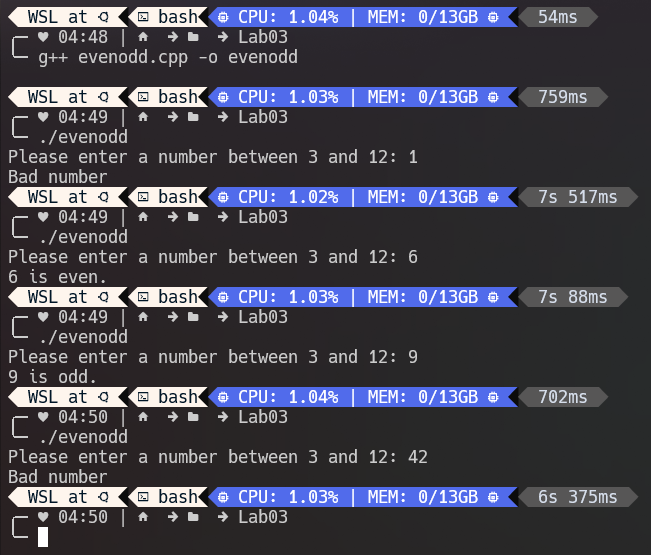 WSL at bash CPU: 1.04% | MEM: 0/13GB 54ms
♥ 04:48 | → → Lab03
g++ evenodd.cpp -o evenodd
WSL at bash CPU: 1.03% | MEM: 0/13GB 759ms
♥ 04:49 | → → Lab03
./evenodd
Please enter a number between 3 and 12: 1
Bad number
WSL at bash CPU: 1.02% | MEM: 0/13GB 7s 517ms
♥ 04:49 | → → Lab03
./evenodd
Please enter a number between 3 and 12: 6
6 is even.
WSL at bash CPU: 1.03% | MEM: 0/13GB 7s 88ms
♥ 04:49 | → → Lab03
./evenodd
Please enter a number between 3 and 12: 9
9 is odd.
WSL at bash CPU: 1.04% | MEM: 0/13GB 702ms
♥ 04:50 | → → Lab03
./evenodd
Please enter a number between 3 and 12: 42
Bad number
WSL at bash CPU: 1.03% | MEM: 0/13GB 6s 375ms
♥ 04:50 | → → Lab03